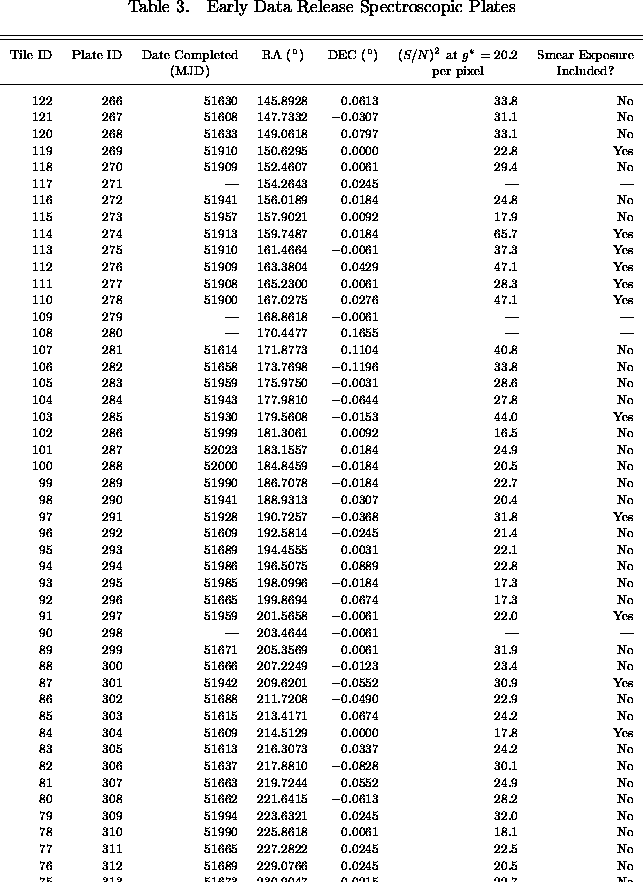 Table 3. Early Data Release Spectroscopic Plates
Tile ID Plate ID Date Completed RA (°) DEC (°) (S/N)² at g* = 20.2 Smear Exposure
(MJD) per pixel Included?
122 266 51630 145.8928 0.0613 33.8 No
121 267 51608 147.7332 −0.0307 31.1 No
120 268 51633 149.0618 0.0797 33.1 No
119 269 51910 150.6295 0.0000 22.8 Yes
118 270 51909 152.4607 0.0061 29.4 No
117 271 — 154.2643 0.0245 — —
116 272 51941 156.0189 0.0184 24.8 No
115 273 51957 157.9021 0.0092 17.9 No
114 274 51913 159.7487 0.0184 65.7 Yes
113 275 51910 161.4664 −0.0061 37.3 Yes
112 276 51909 163.3804 0.0429 47.1 Yes
111 277 51908 165.2300 0.0061 28.3 Yes
110 278 51900 167.0275 0.0276 47.1 Yes
109 279 — 168.8618 −0.0061 — —
108 280 — 170.4477 0.1655 — —
107 281 51614 171.8773 0.1104 40.8 No
106 282 51658 173.7698 −0.1196 33.8 No
105 283 51959 175.9750 −0.0031 28.6 No
104 284 51943 177.9810 −0.0644 27.8 No
103 285 51930 179.5608 −0.0153 44.0 Yes
102 286 51999 181.3061 0.0092 16.5 No
101 287 52023 183.1557 0.0184 24.9 No
100 288 52000 184.8459 −0.0184 20.5 No
99 289 51990 186.7078 −0.0184 22.7 No
98 290 51941 188.9313 0.0307 20.4 No
97 291 51928 190.7257 −0.0368 31.8 Yes
96 292 51609 192.5814 −0.0245 21.4 No
95 293 51689 194.4555 0.0031 22.1 No
94 294 51986 196.5075 0.0889 22.8 No
93 295 51985 198.0996 −0.0184 17.3 No
92 296 51665 199.8694 0.0674 17.3 No
91 297 51959 201.5658 −0.0061 22.0 Yes
90 298 — 203.4644 −0.0061 — —
89 299 51671 205.3569 0.0061 31.9 No
88 300 51666 207.2249 −0.0123 23.4 No
87 301 51942 209.6201 −0.0552 30.9 Yes
86 302 51688 211.7208 −0.0490 22.9 No
85 303 51615 213.4171 0.0674 24.2 No
84 304 51609 214.5129 0.0000 17.8 Yes
83 305 51613 216.3073 0.0337 24.2 No
82 306 51637 217.8810 −0.0828 30.1 No
81 307 51663 219.7244 0.0552 24.9 No
80 308 51662 221.6415 −0.0613 28.2 No
79 309 51994 223.6321 0.0245 32.0 No
78 310 51990 225.8618 0.0061 18.1 No
77 311 51665 227.2822 0.0245 22.5 No
76 312 51689 229.0766 0.0245 20.5 No
75 313 51673 230.9047 0.0215 22.7 No